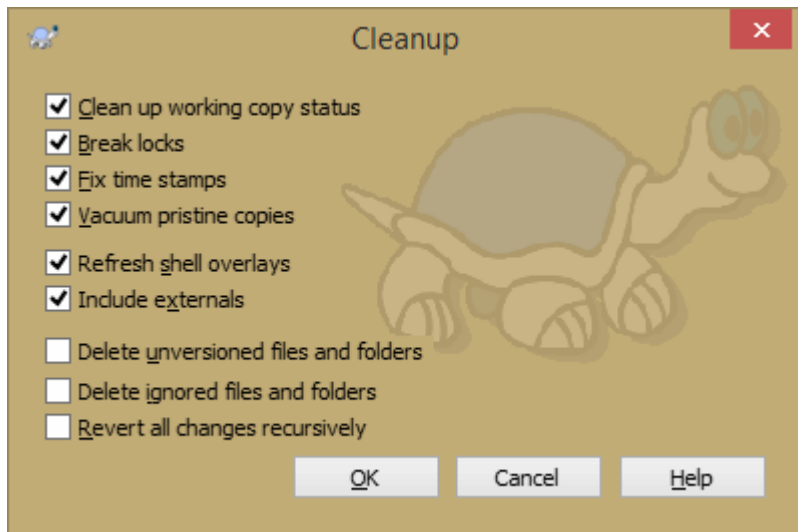 Cleanup
Clean up working copy status
Break locks
Fix time stamps
Vacuum pristine copies
Refresh shell overlays
Include externals
Delete unversioned files and folders
Delete ignored files and folders
Revert all changes recursively
OK Cancel Help